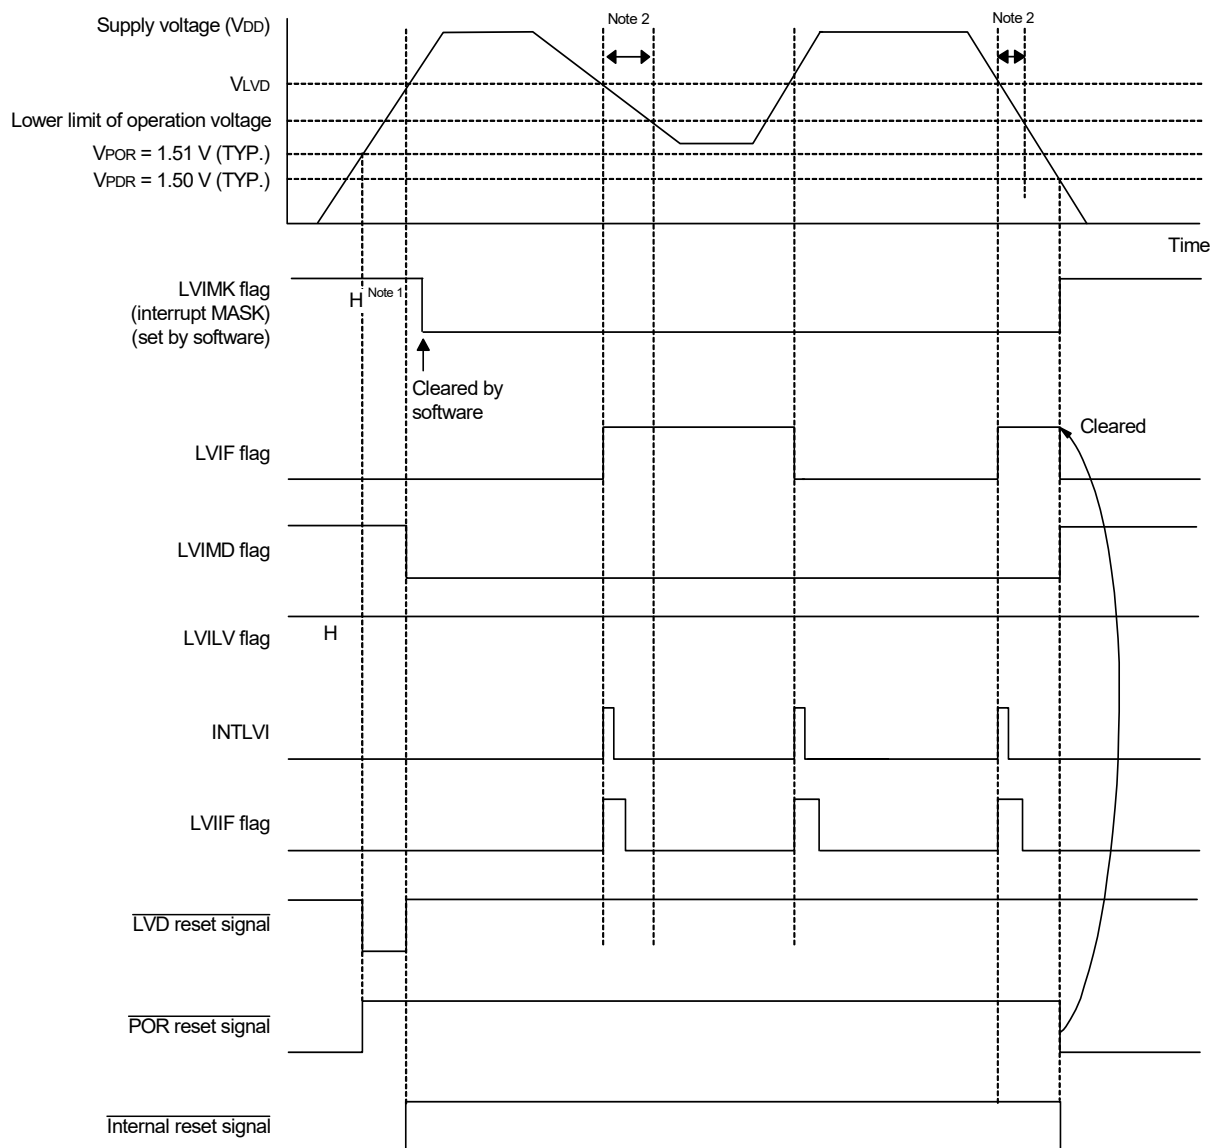 Supply voltage (VDD)
Note 2
Note 2
VLVD
Lower limit of operation voltage
VPOR = 1.51 V (TYP.)
VPDR = 1.50 V (TYP.)
Time
LVIMK flag
(interrupt MASK)
(set by software)
H Note 1
Cleared by
software
LVIF flag
Cleared
LVIMD flag
LVILV flag
H
INTLVI
LVIIF flag
LVD reset signal
POR reset signal
Internal reset signal